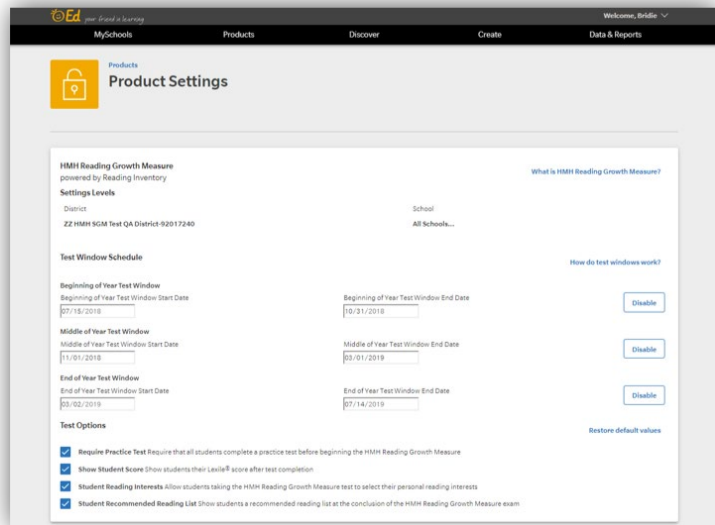 Ed your friend in learning
Welcome, Bridie
MySchools Products Discover Create Data & Reports
Products
Product Settings
HMH Reading Growth Measure
powered by Reading Inventory
What is HMH Reading Growth Measure?
Settings Levels
District School
ZZ HMH SGM Test QA District-92017240 All Schools...
Test Window Schedule
How do test windows work?
Beginning of Year Test Window
Beginning of Year Test Window Start Date Beginning of Year Test Window End Date
07/15/2018 10/31/2018 Disable
Middle of Year Test Window
Middle of Year Test Window Start Date Middle of Year Test Window End Date
11/01/2018 03/01/2019 Disable
End of Year Test Window
End of Year Test Window Start Date End of Year Test Window End Date
03/02/2019 07/14/2019 Disable
Test Options
Restore default values
Require Practice Test Require that all students complete a practice test before beginning the HMH Reading Growth Measure
Show Student Score Show students their Lexile® score after test completion
Student Reading Interests Allow students taking the HMH Reading Growth Measure test to select their personal reading interests
Student Recommended Reading List Show students a recommended reading list at the conclusion of the HMH Reading Growth Measure exam